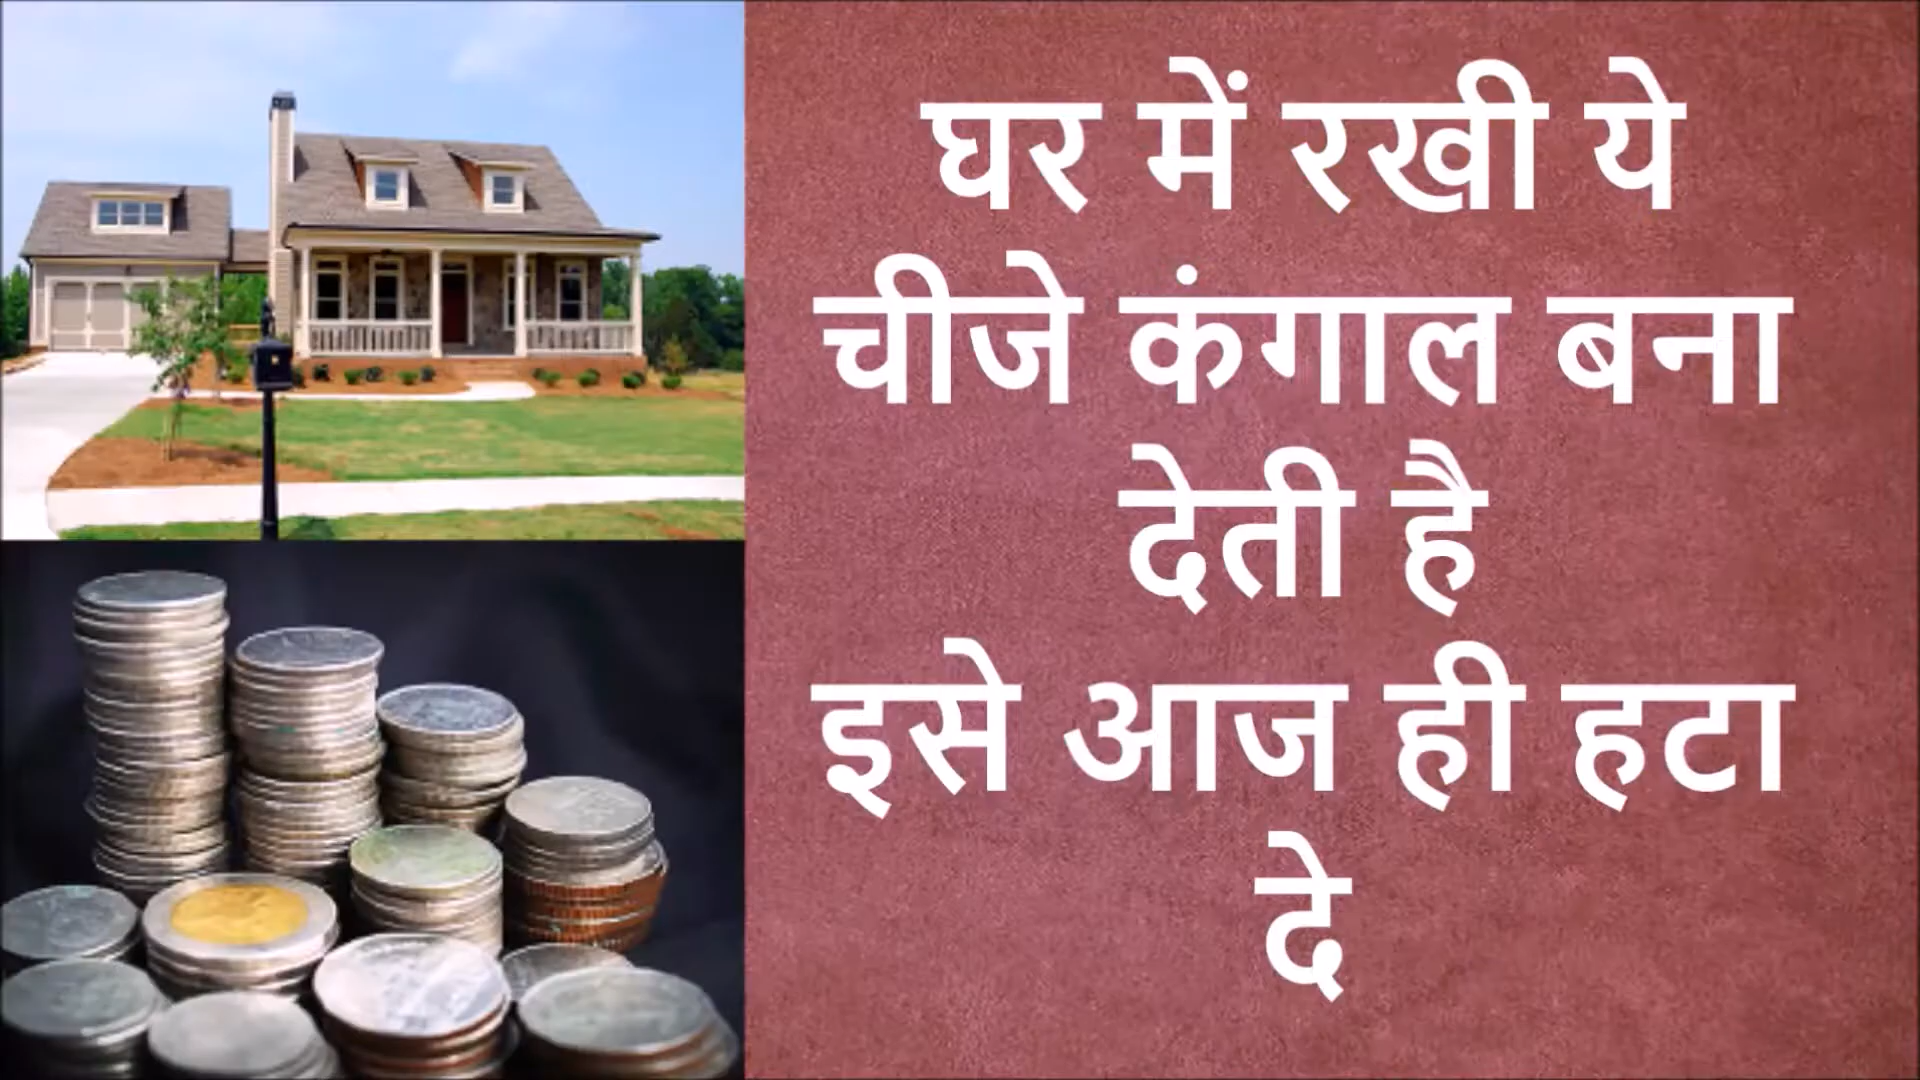 घर में रखी ये
चीजे कंगाल बना
देती है
इसे आज ही हटा
दे